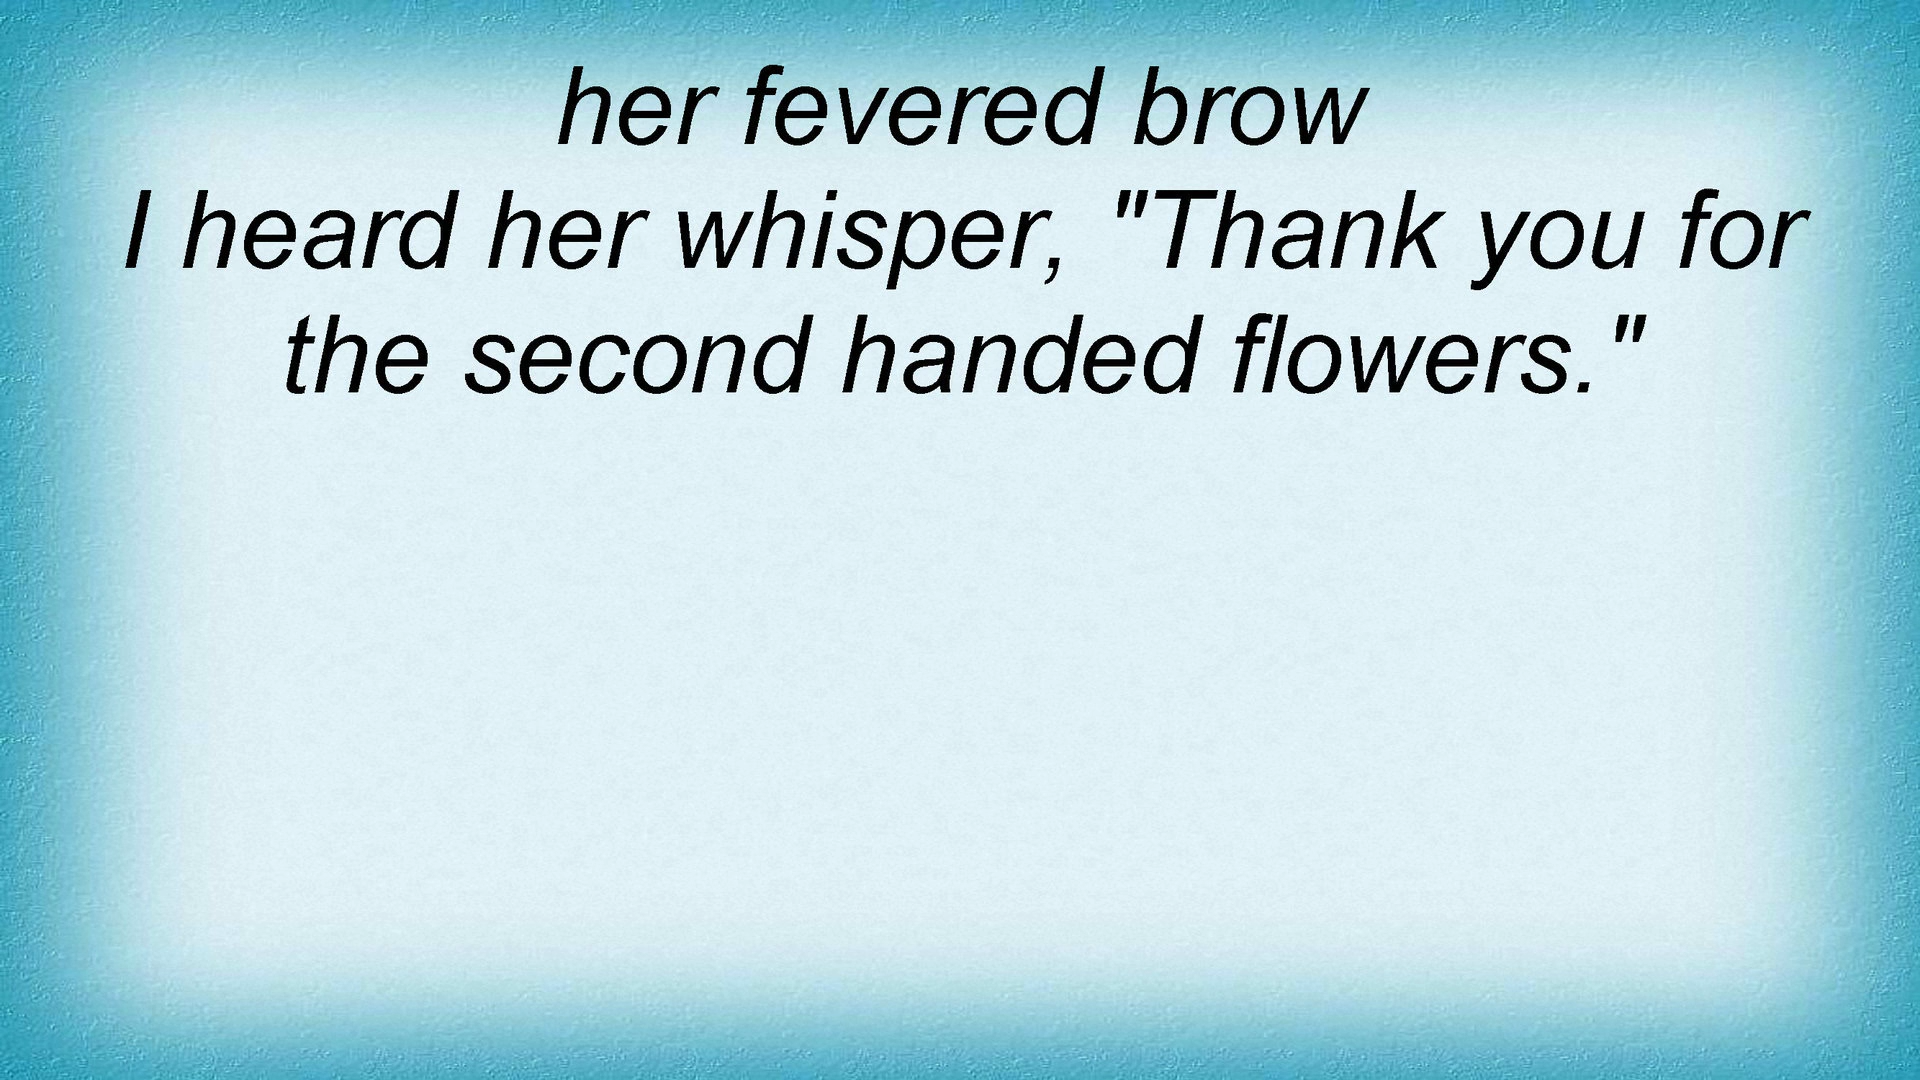 her fevered brow
I heard her whisper, "Thank you for
the second handed flowers."